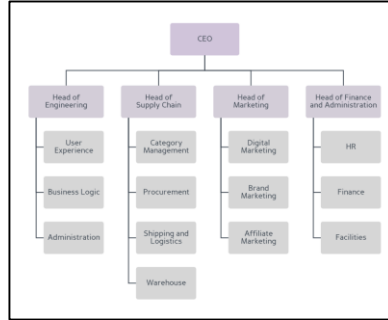 CEO
Head of
Engineering
Head of
Supply Chain
Head of
Marketing
Head of Finance
and Administration
User
Experience
Category
Management
Digital
Marketing
HR
Business Logic
Procurement
Brand
Marketing
Finance
Administration
Shipping and
Logistics
Affiliate
Marketing
Facilities
Warehouse